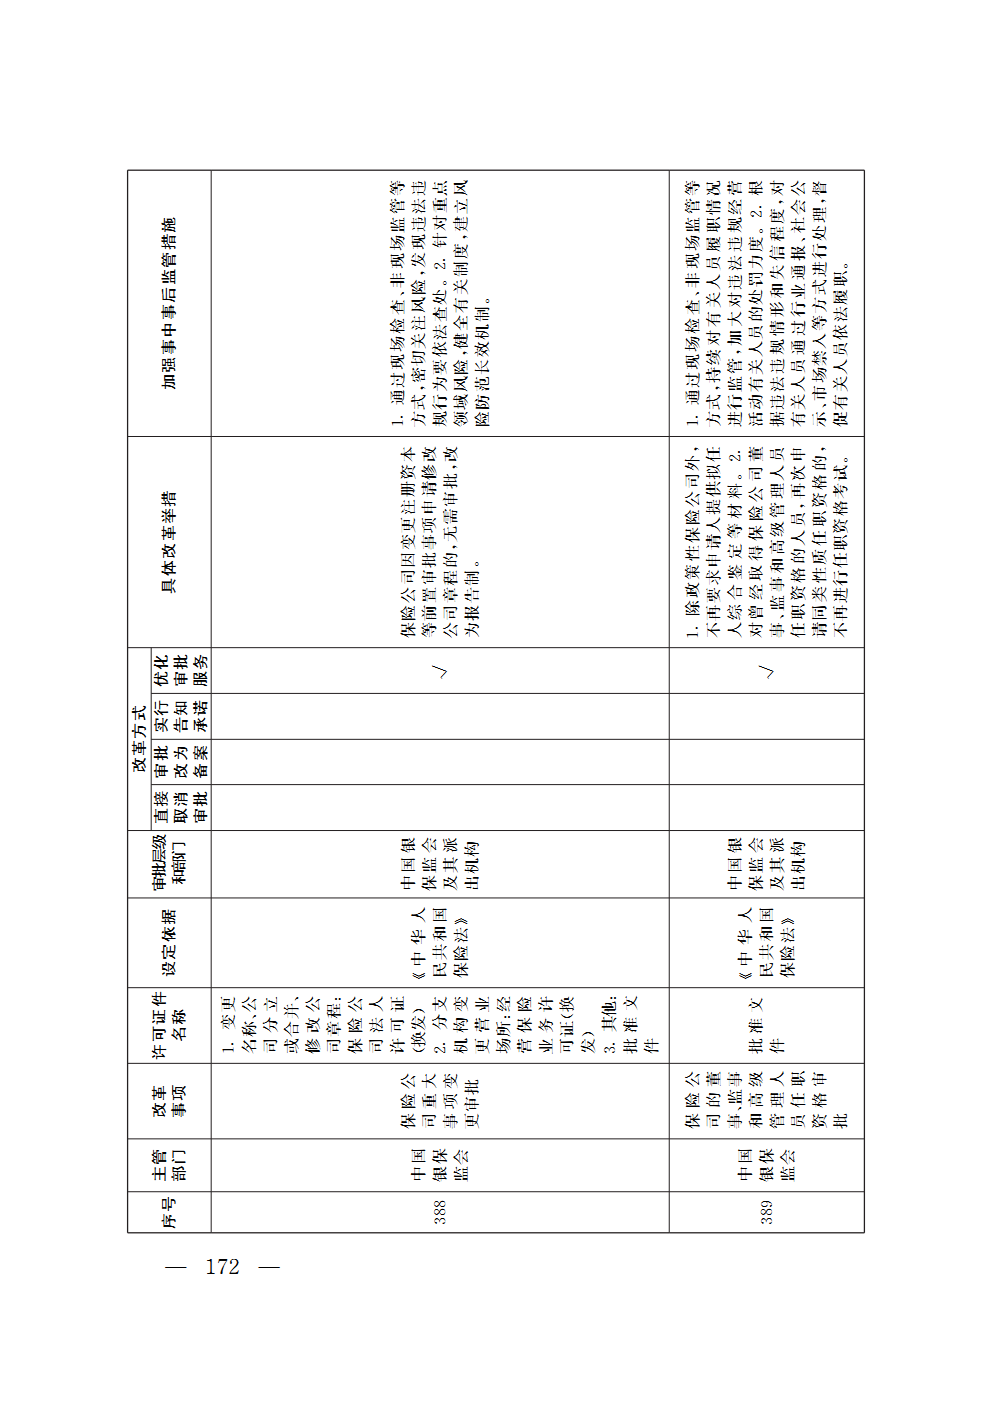 序号
主管
部门
改革
事项
许可证件
名称
设定依据
审批层级
和部门
改革方式
直接
取消
审批
审批
改为
备案
实行
告知
承诺
优化
审批
服务
具体改革举措
加强事中事后监管措施
388
中国
银保
监会
保险公
司重大
事项变
更审批
1. 变更
名称、公
司分立
或合并、
修改公
司章程:
保险公
司法人
许可证
(换发)
2. 分支
机构变
更营业
场所:经
营保险
业务许
可证(换
发)
3. 其他:
批准文
件
《中华人
民共和国
保险法》
中国银
保监会
及其派
出机构
√
保险公司因变更注册资本
等前置审批事项申请修改
公司章程的,无需审批,改
为报告制。
1. 通过现场检查、非现场监管等
方式,密切关注风险,发现违法违
规行为要依法查处。2. 针对重点
领域风险,健全有关制度,建立风
险防范长效机制。
389
中国
银保
监会
保险公
司的董
事、监事
和高级
管理人
员任职
资格审
批
批准文
件
《中华人
民共和国
保险法》
中国银
保监会
及其派
出机构
√
1. 除政策性保险公司外,
不再要求申请人提供拟任
人综合鉴定等材料。2.
对曾经取得保险公司董
事、监事和高级管理人员
任职资格的人员,再次申
请同类性质任职资格的,
不再进行任职资格考试。
1. 通过现场检查、非现场监管等
方式,持续对有关人员履职情况
进行监管,加大对违法违规经营
活动有关人员的处罚力度。2. 根
据违法违规情形和失信程度,对
有关人员通过行业通报、社会公
示、市场禁入等方式进行处理,督
促有关人员依法履职。
— 172 —